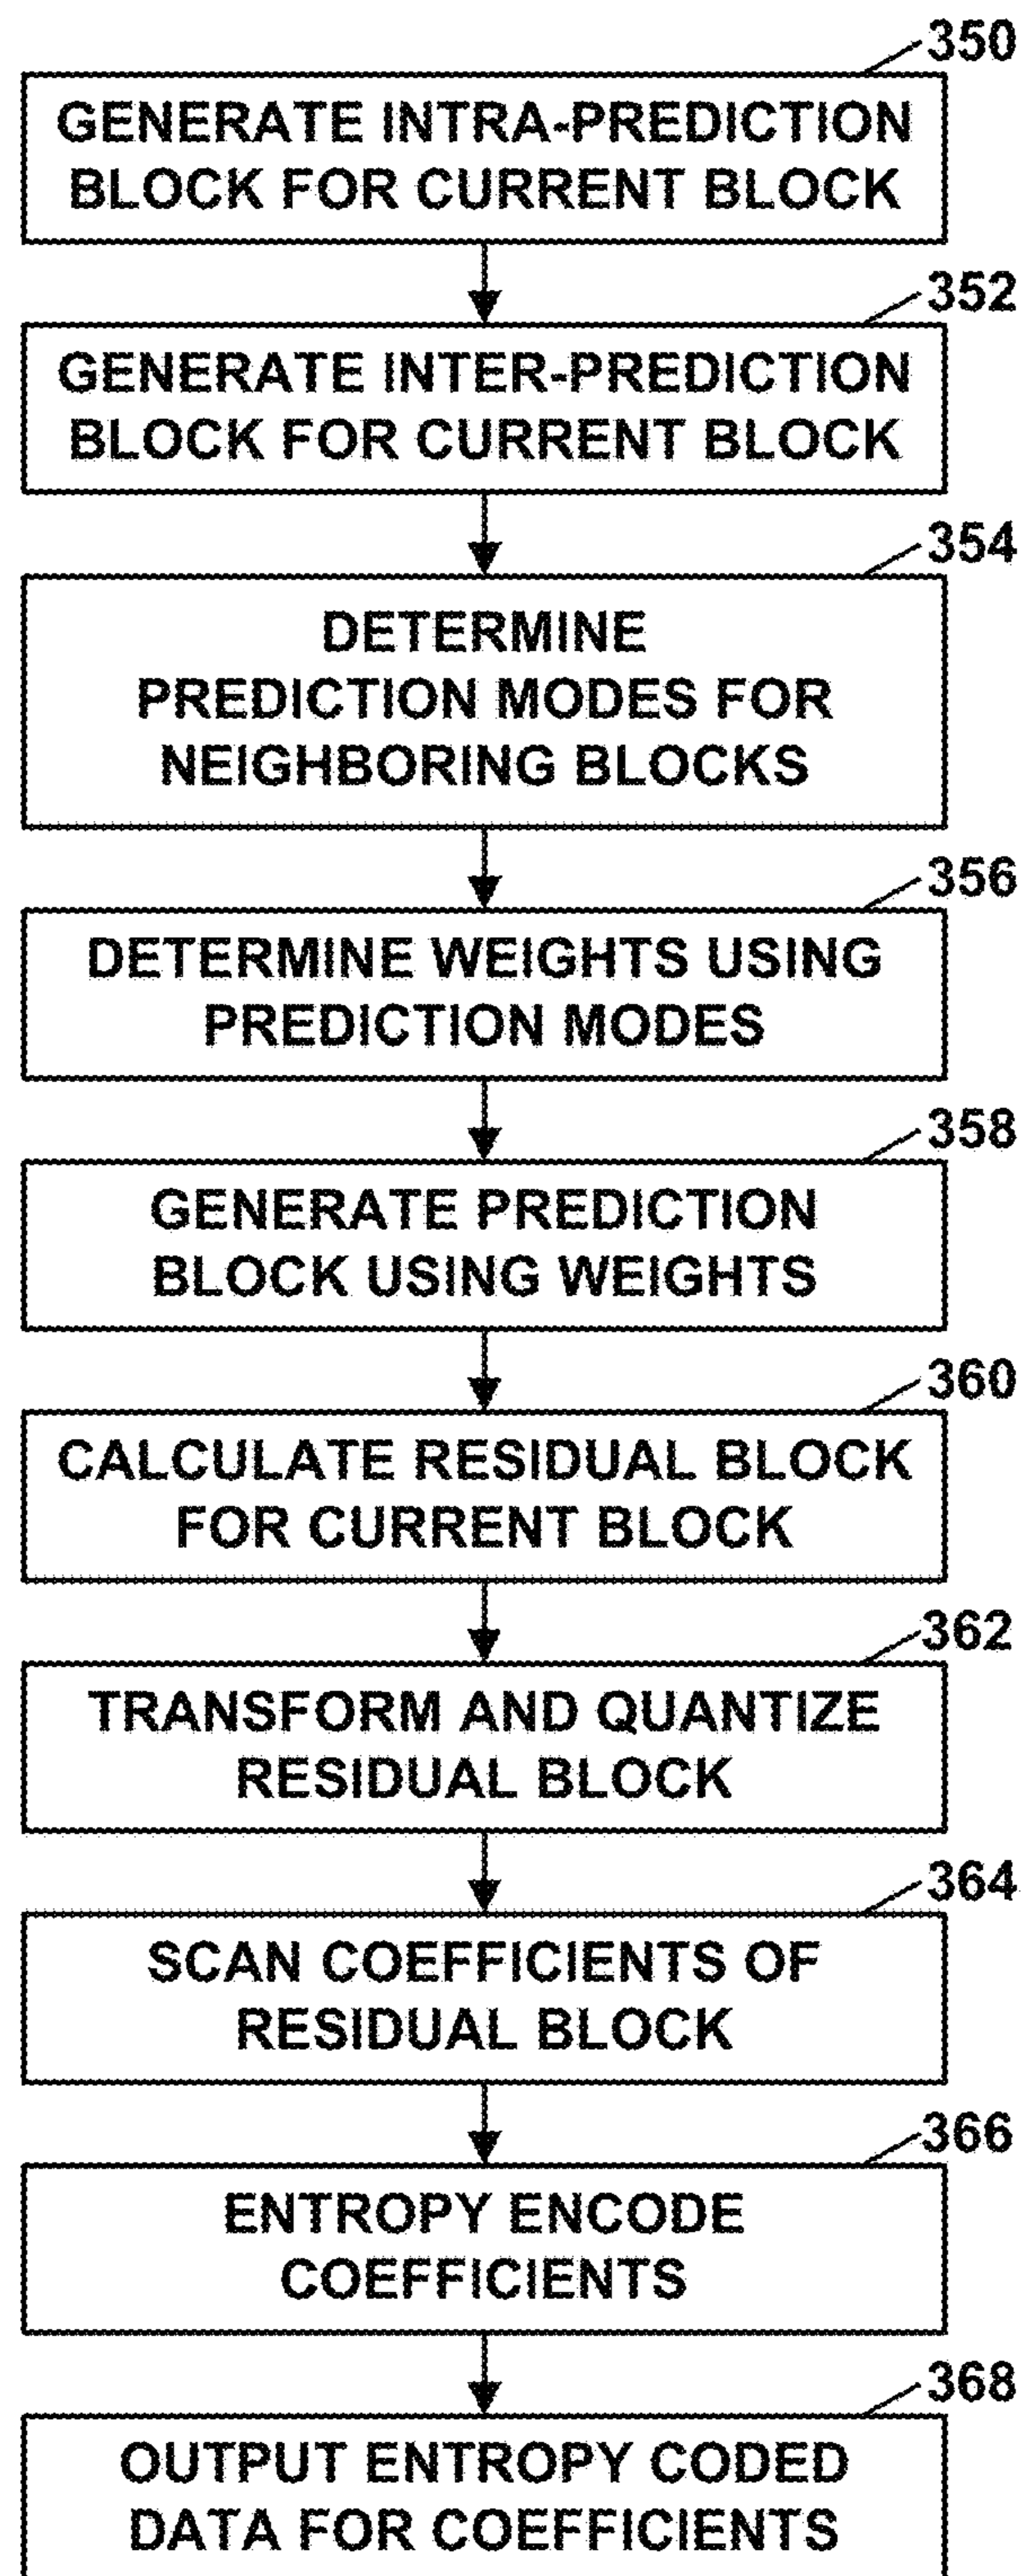 350
GENERATE INTRA-PREDICTION
BLOCK FOR CURRENT BLOCK
352
GENERATE INTER-PREDICTION
BLOCK FOR CURRENT BLOCK
354
DETERMINE
PREDICTION MODES FOR
NEIGHBORING BLOCKS
356
DETERMINE WEIGHTS USING
PREDICTION MODES
358
GENERATE PREDICTION
BLOCK USING WEIGHTS
360
CALCULATE RESIDUAL BLOCK
FOR CURRENT BLOCK
362
TRANSFORM AND QUANTIZE
RESIDUAL BLOCK
364
SCAN COEFFICIENTS OF
RESIDUAL BLOCK
366
ENTROPY ENCODE
COEFFICIENTS
368
OUTPUT ENTROPY CODED
DATA FOR COEFFICIENTS